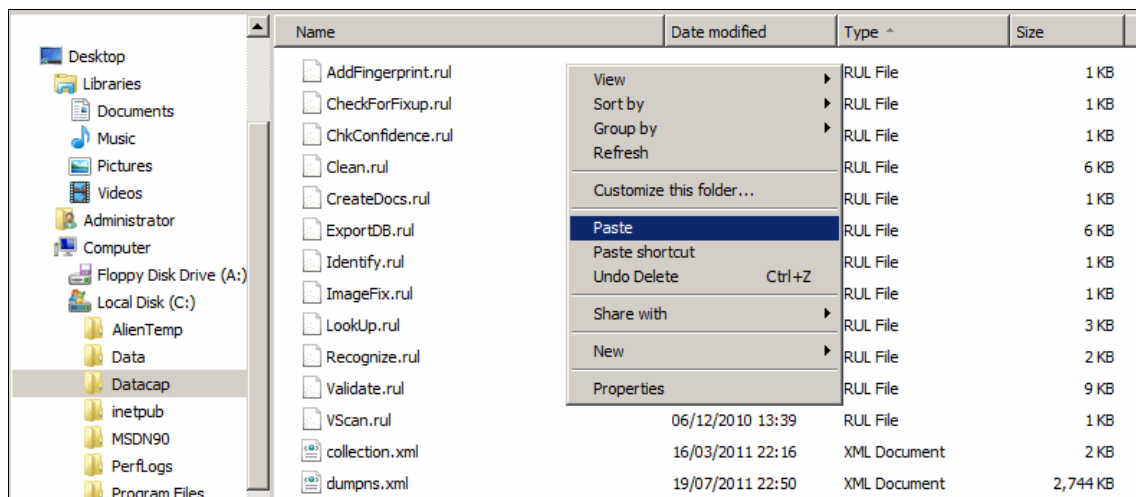 Name Date modified Type Size
Desktop
Libraries
Documents
Music
Pictures
Videos
Administrator
Computer
Floppy Disk Drive (A:)
Local Disk (C:)
AlienTemp
Data
Datacap
inetpub
MSDN90
PerfLogs
Program Files
AddFingerprint.rul RUL File 1 KB
CheckForFixup.rul RUL File 1 KB
ChkConfidence.rul RUL File 1 KB
Clean.rul RUL File 6 KB
CreateDocs.rul RUL File 1 KB
ExportDB.rul RUL File 6 KB
Identify.rul RUL File 1 KB
ImageFix.rul RUL File 1 KB
LookUp.rul RUL File 3 KB
Recognize.rul RUL File 2 KB
Validate.rul RUL File 9 KB
VScan.rul 06/12/2010 13:39 RUL File 1 KB
collection.xml 16/03/2011 22:16 XML Document 2 KB
dumpns.xml 19/07/2011 22:50 XML Document 2,744 KB
View
Sort by
Group by
Refresh
Customize this folder...
Paste
Paste shortcut
Undo Delete Ctrl+Z
Share with
New
Properties